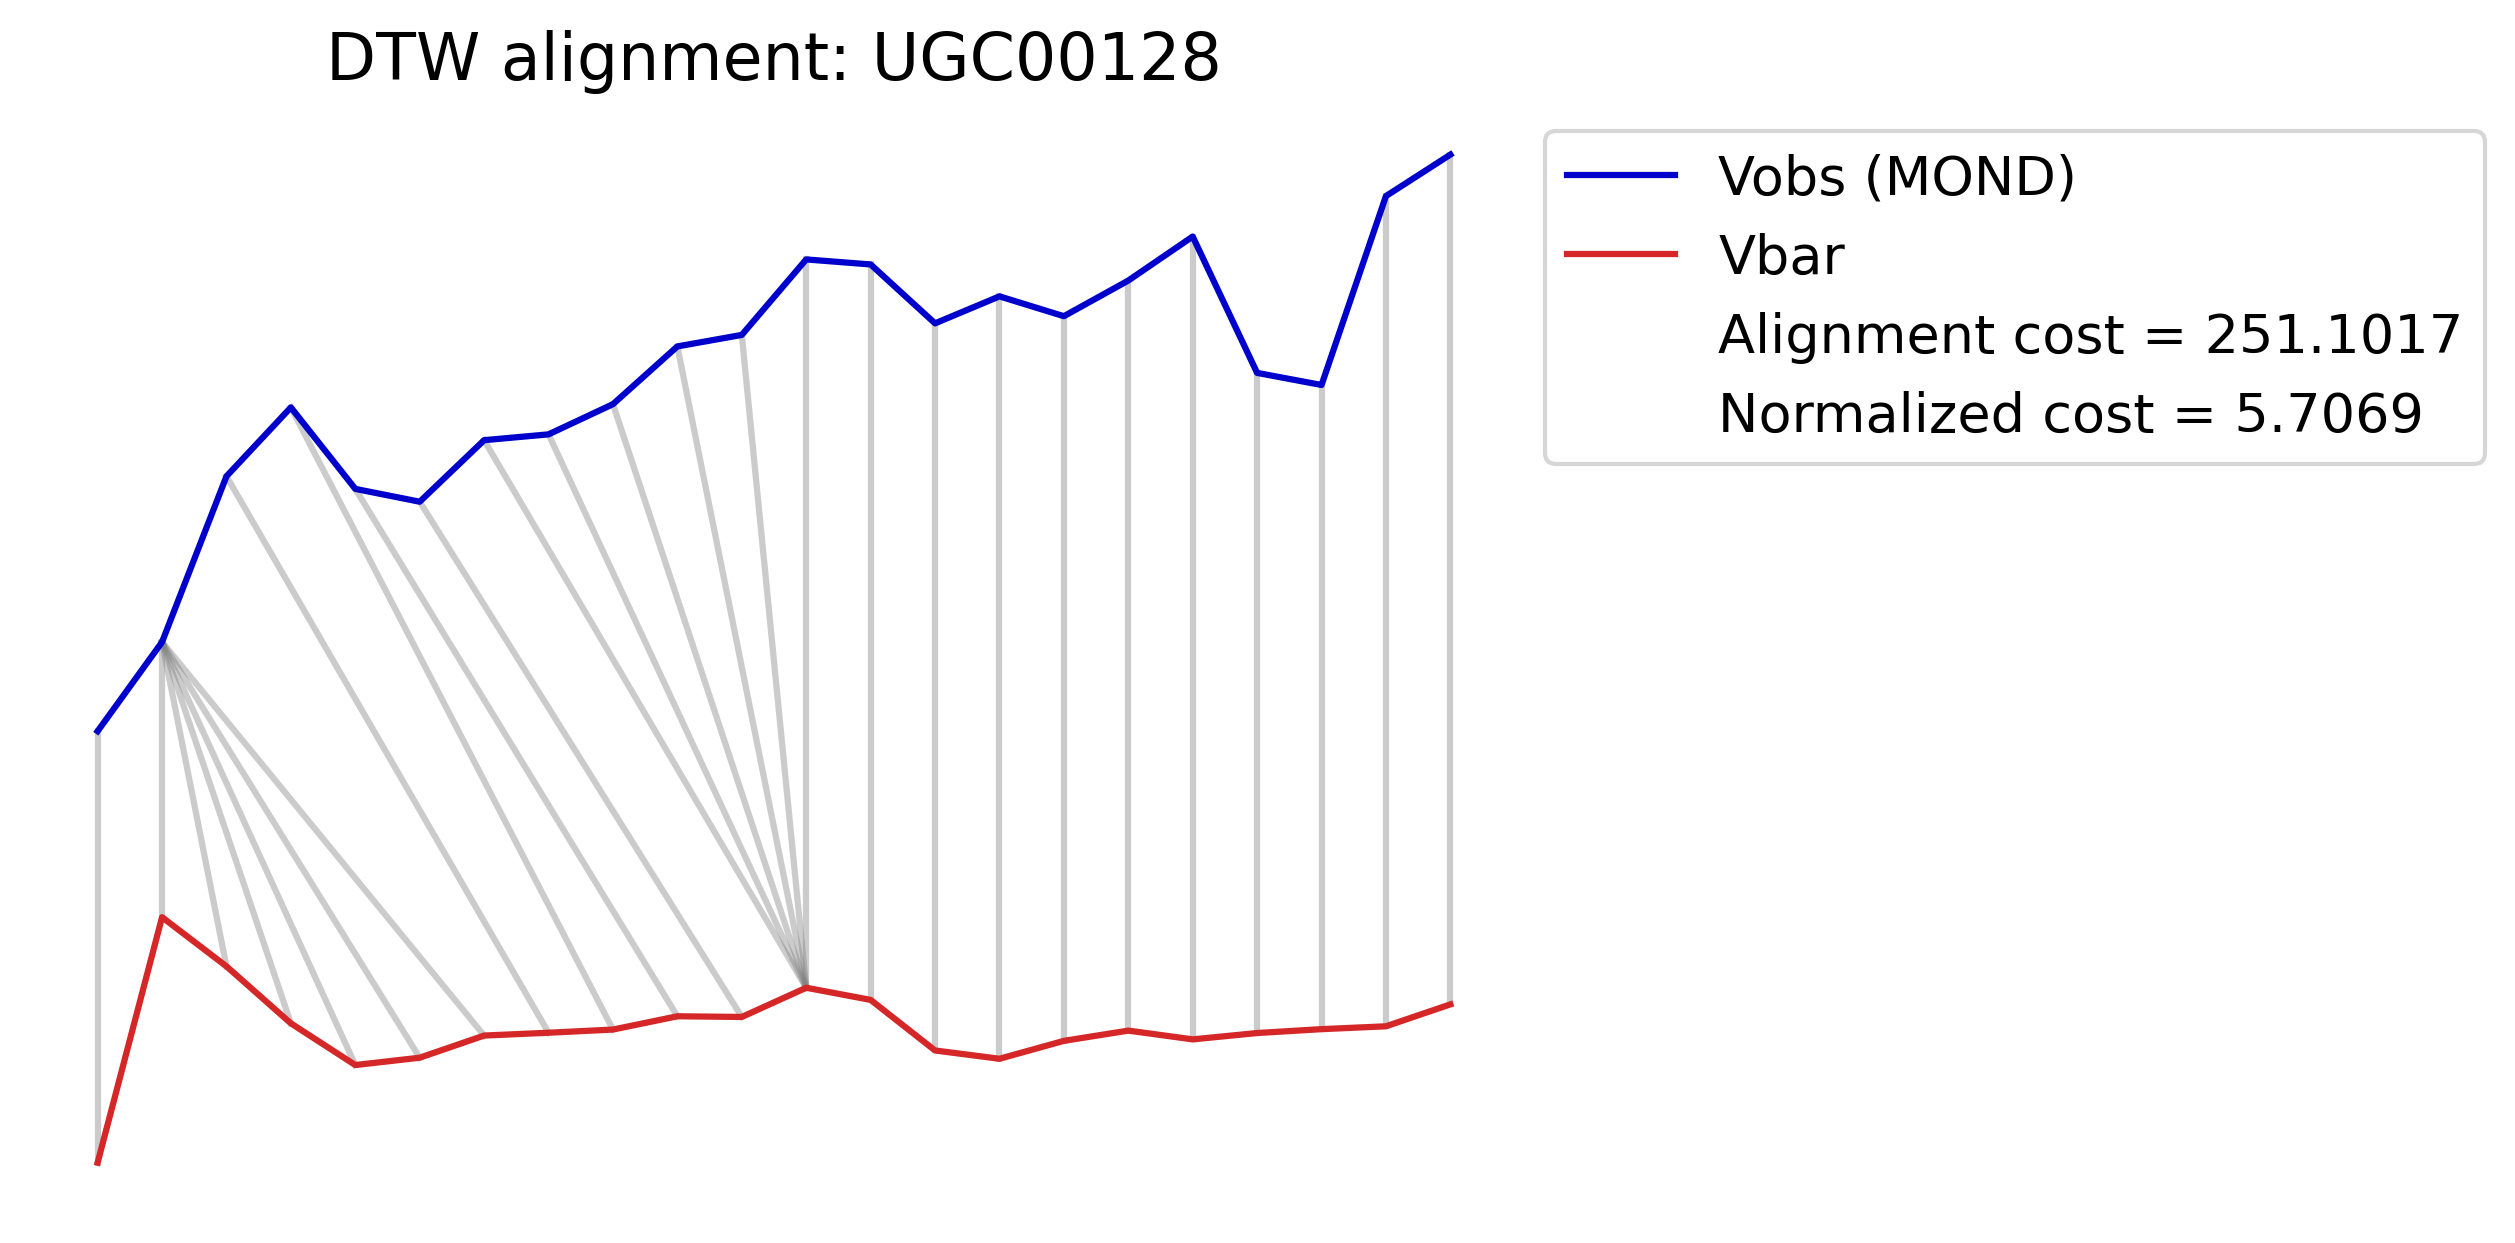 DTW alignment: UGC00128
Vobs (MOND)
Vbar
Alignment cost = 251.1017
Normalized cost = 5.7069